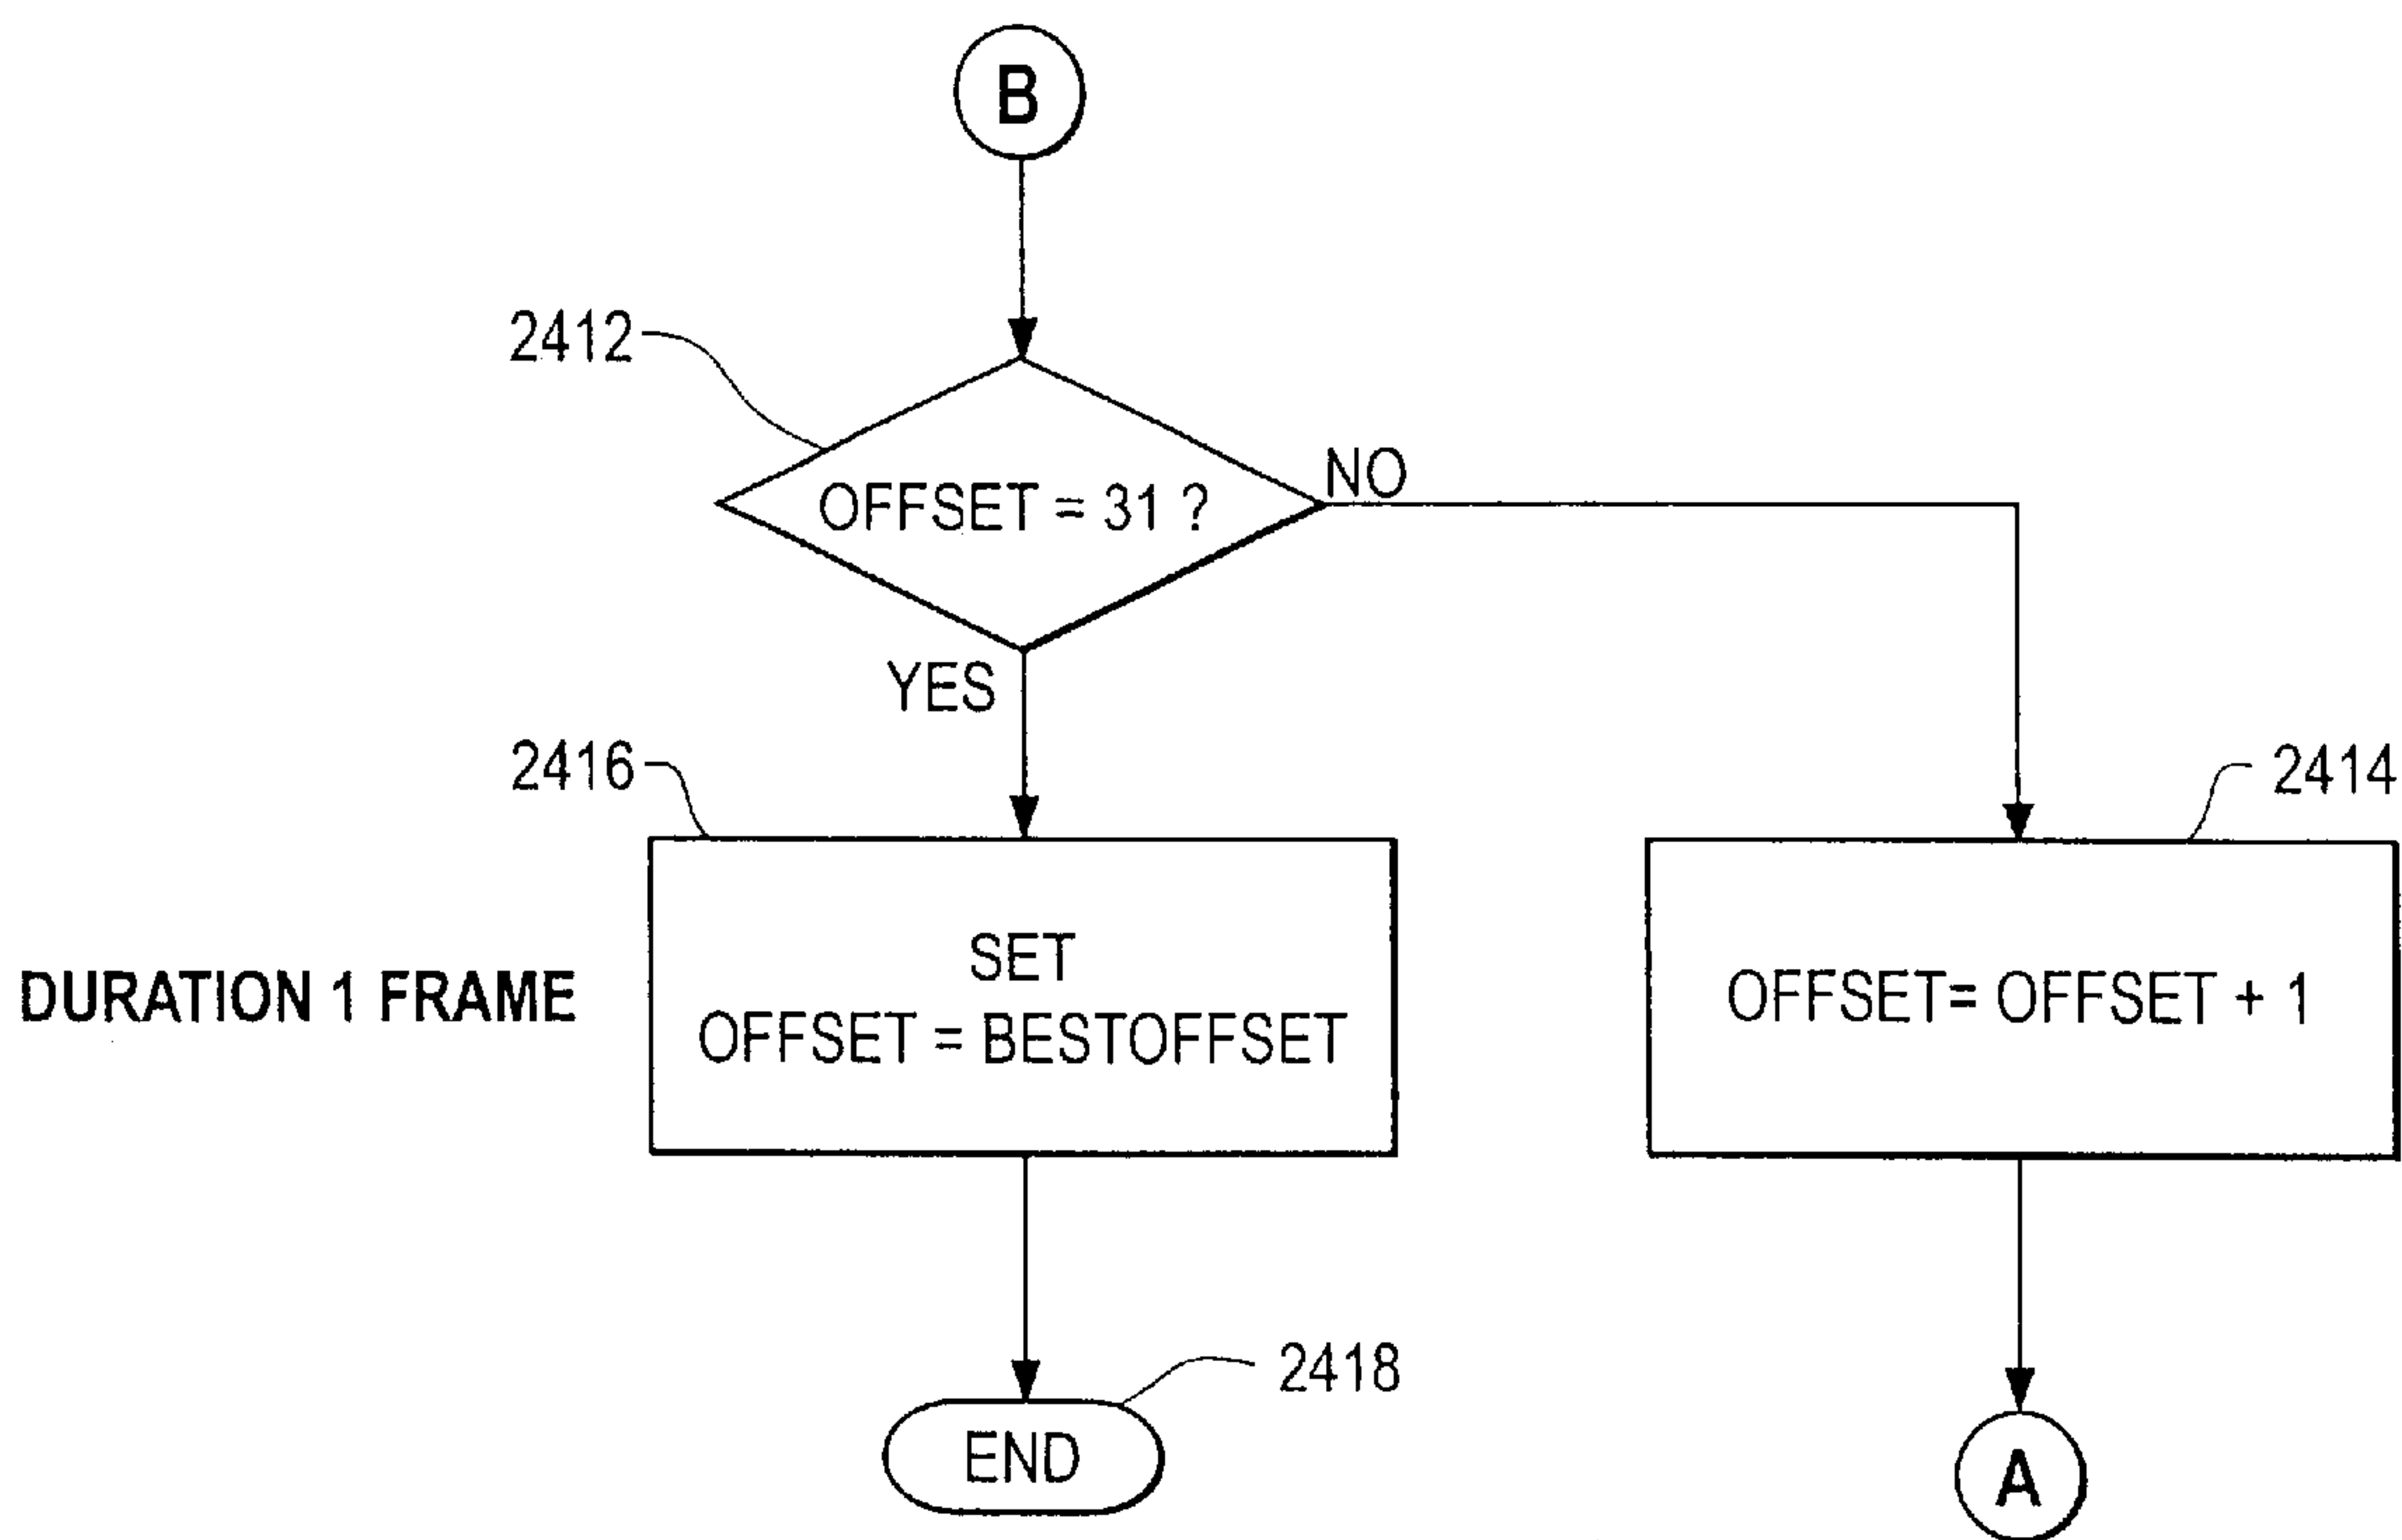 B
2412
NO
OFFSET = 31 ?
YES
2416
2414
SET
OFFSET = BESTOFFSET
DURATION 1 FRAME
OFFSET= OFFSET + 1
2418
END
A